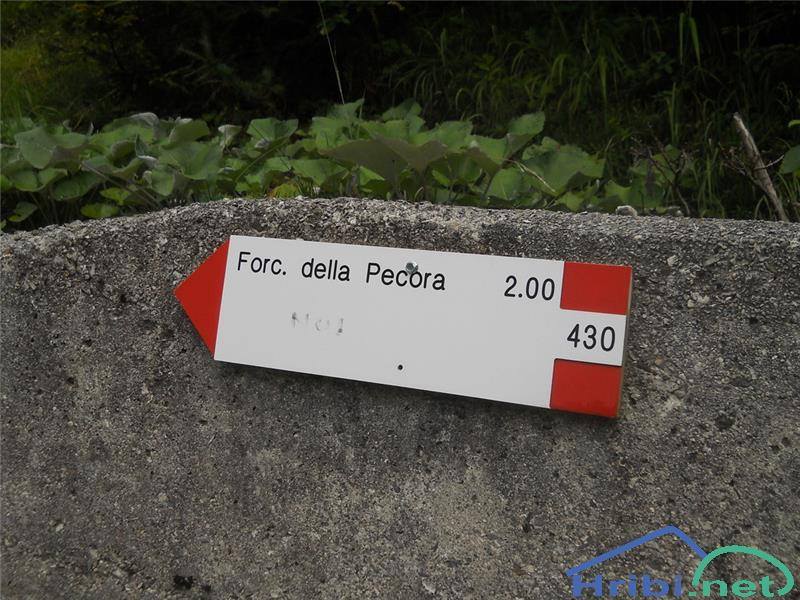 Forc. della Pecora 2.00
430
Hribi.net